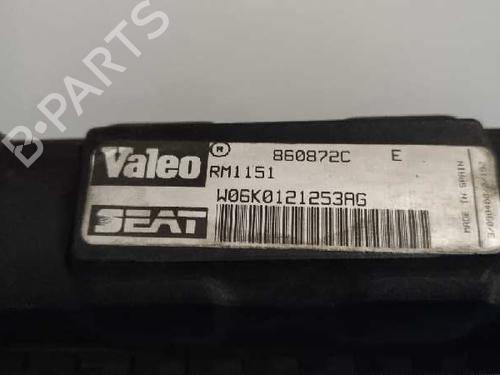 B-PARTS
Valeo ® 860872C E
RM1151
W06K0121253AG
SEAT
MADE IN SPAIN